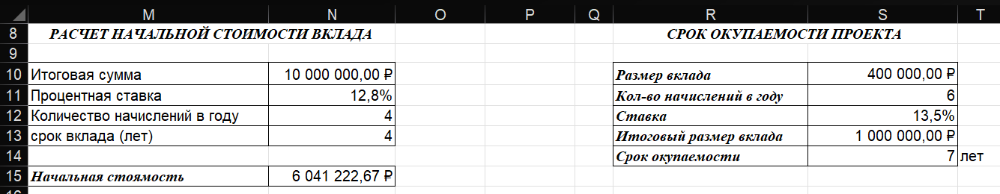 M N O P Q R S T
8 РАСЧЕТ НАЧАЛЬНОЙ СТОИМОСТИ ВКЛАДА СРОК ОКУПАЕМОСТИ ПРОЕКТА
9
10 Итоговая сумма 10 000 000,00 ₽ Размер вклада 400 000,00 ₽
11 Процентная ставка 12,8% Кол-во начислений в году 6
12 Количество начислений в году 4 Ставка 13,5%
13 срок вклада (лет) 4 Итоговый размер вклада 1 000 000,00 ₽
14 Срок окупаемости 7 лет
15 Начальная стоямость 6 041 222,67 ₽